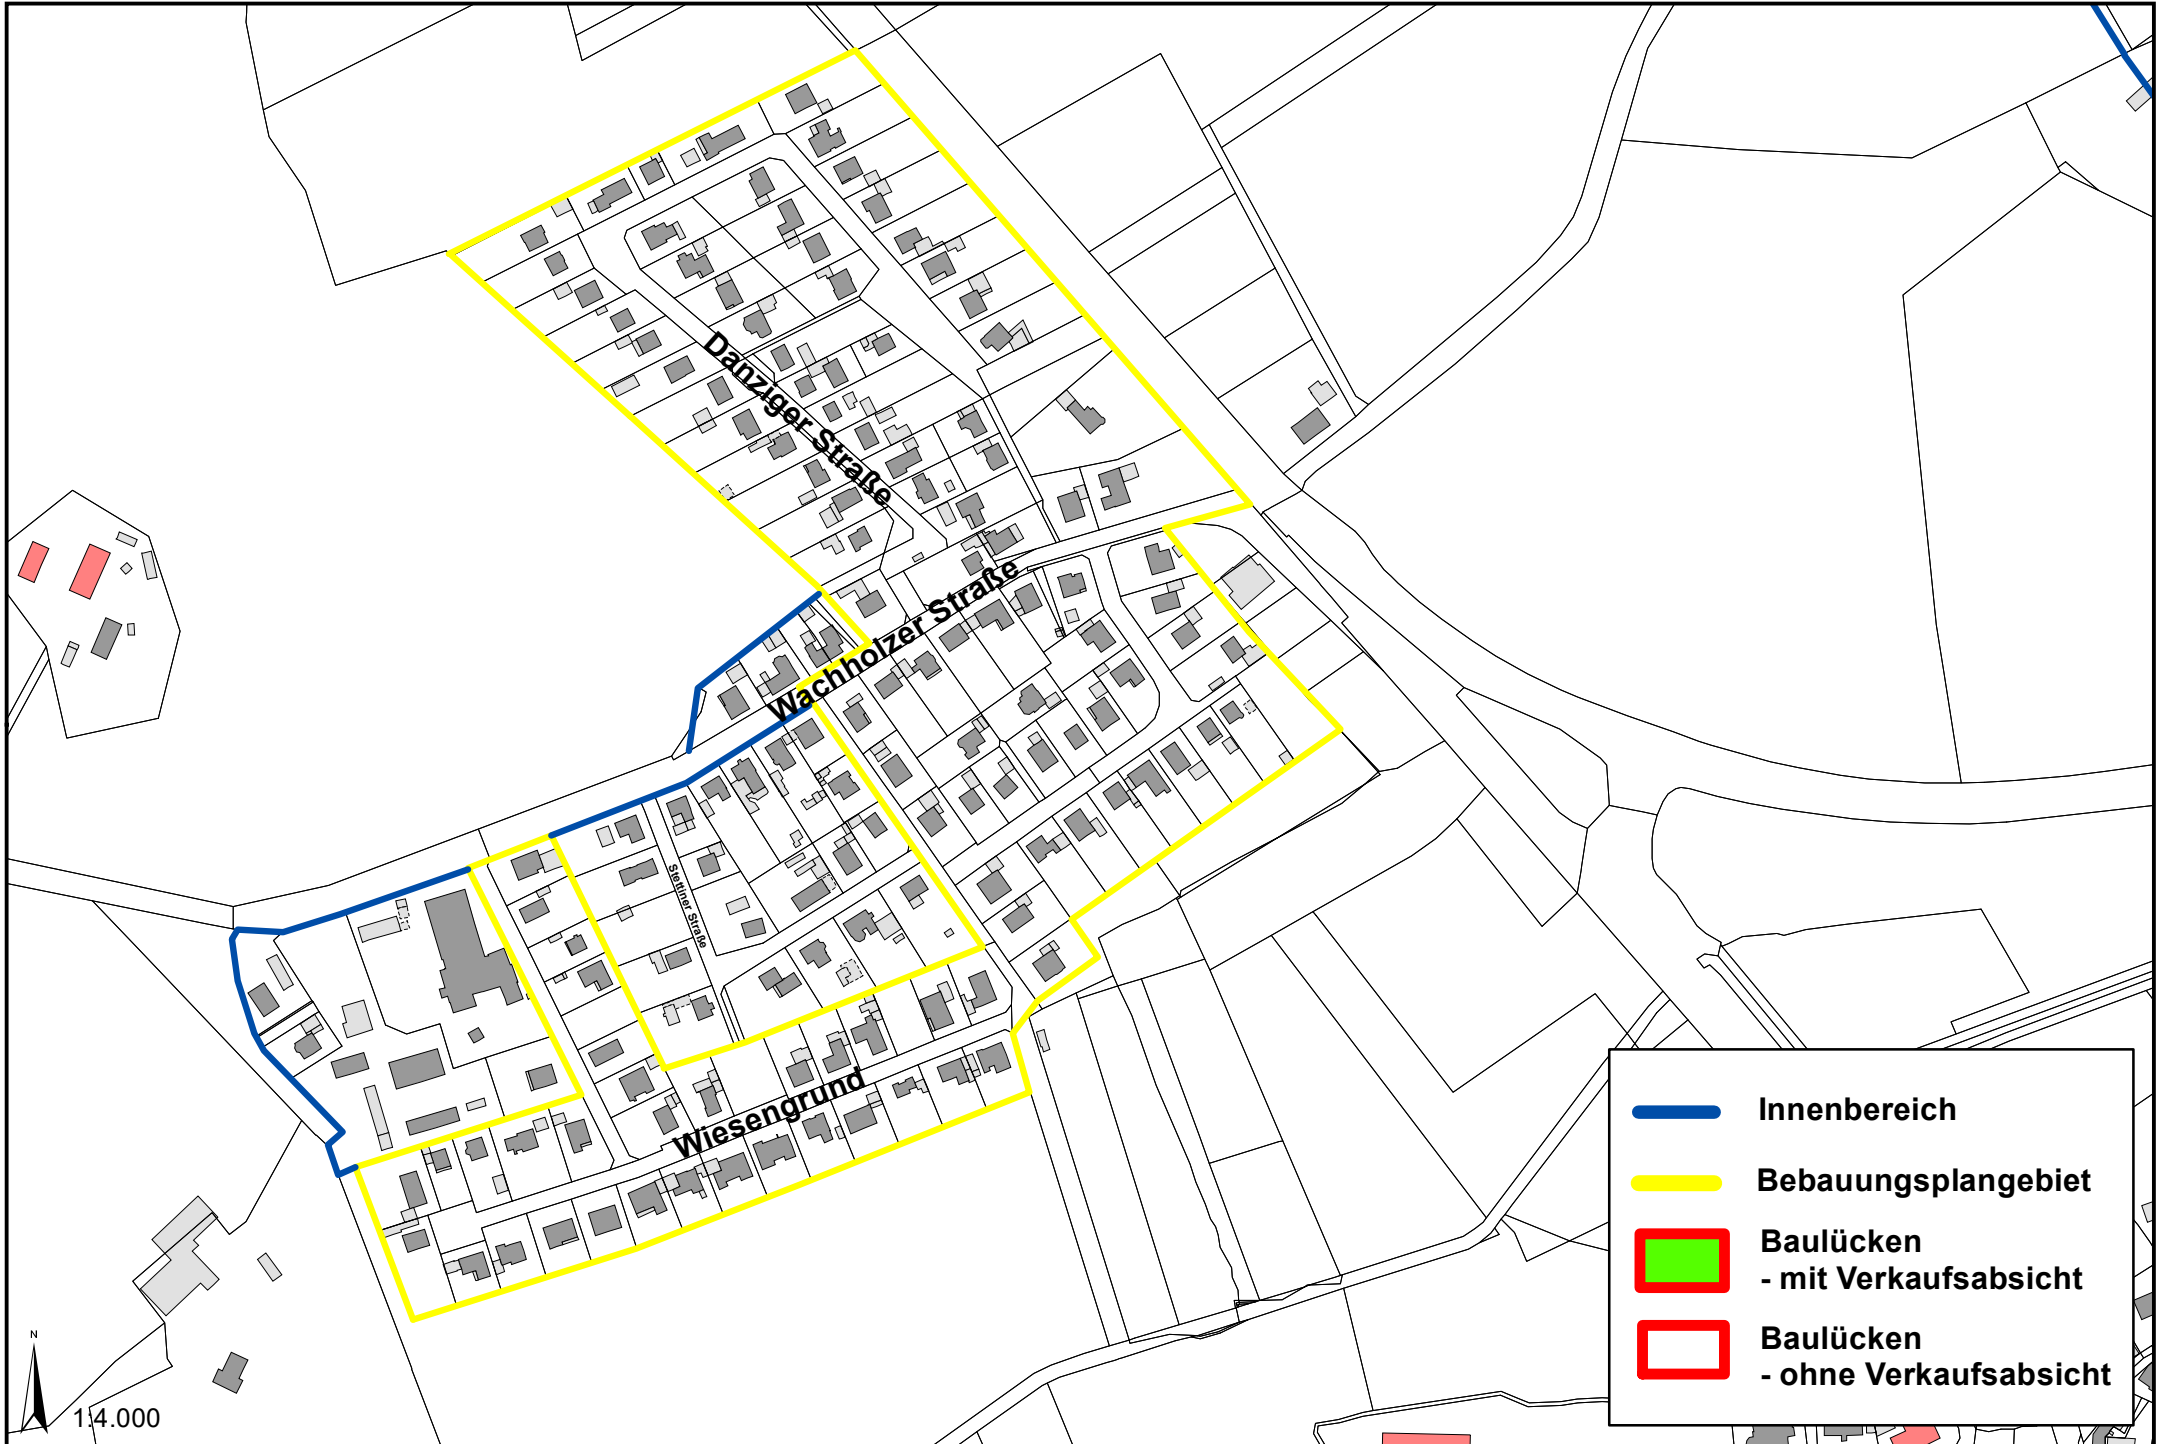 Danziger Straße
Wachholzer Straße
Stettiner Straße
Wiesengrund
Innenbereich
Bebauungsplangebiet
Baulücken
- mit Verkaufsabsicht
Baulücken
- ohne Verkaufsabsicht
N
1:4.000